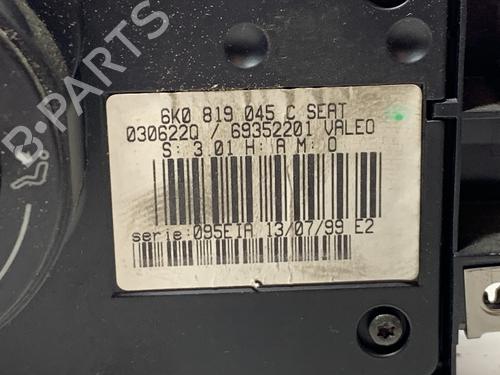 6K0 819 045 C SEAT
030622Q / 69352201 VALEO
S: 3 01 H: A M: 0
serie: 095EIA 13/07/99 E2
B-PARTS